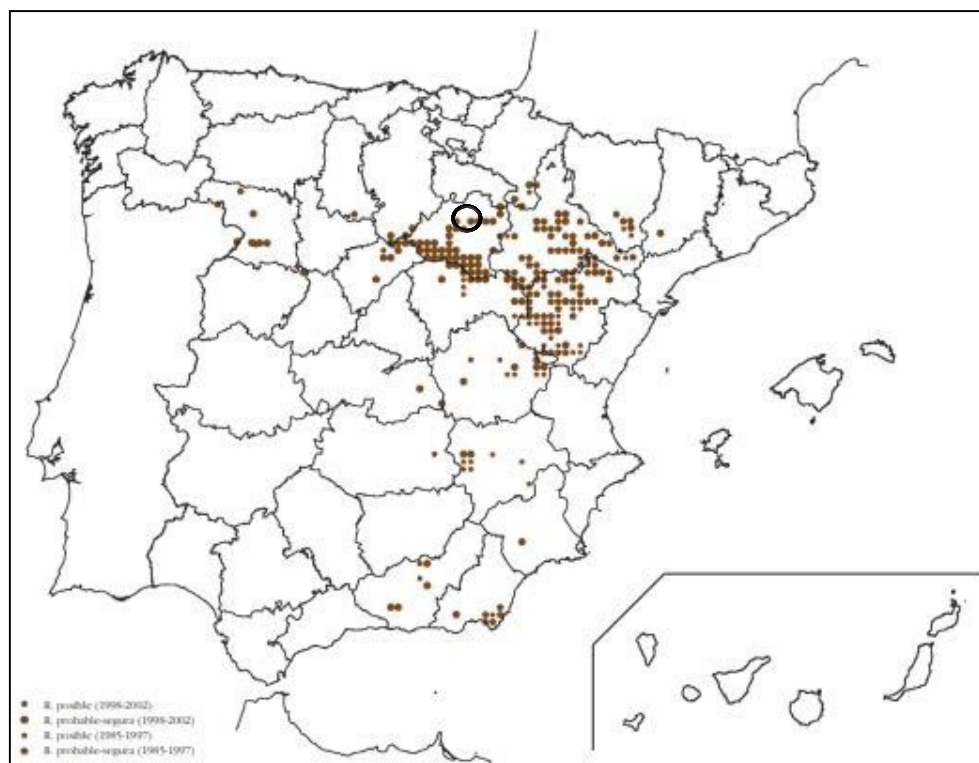 R. posible (1998-2002)
R. probable-segura (1998-2002)
R. posible (1985-1997)
R. probable-segura (1985-1997)